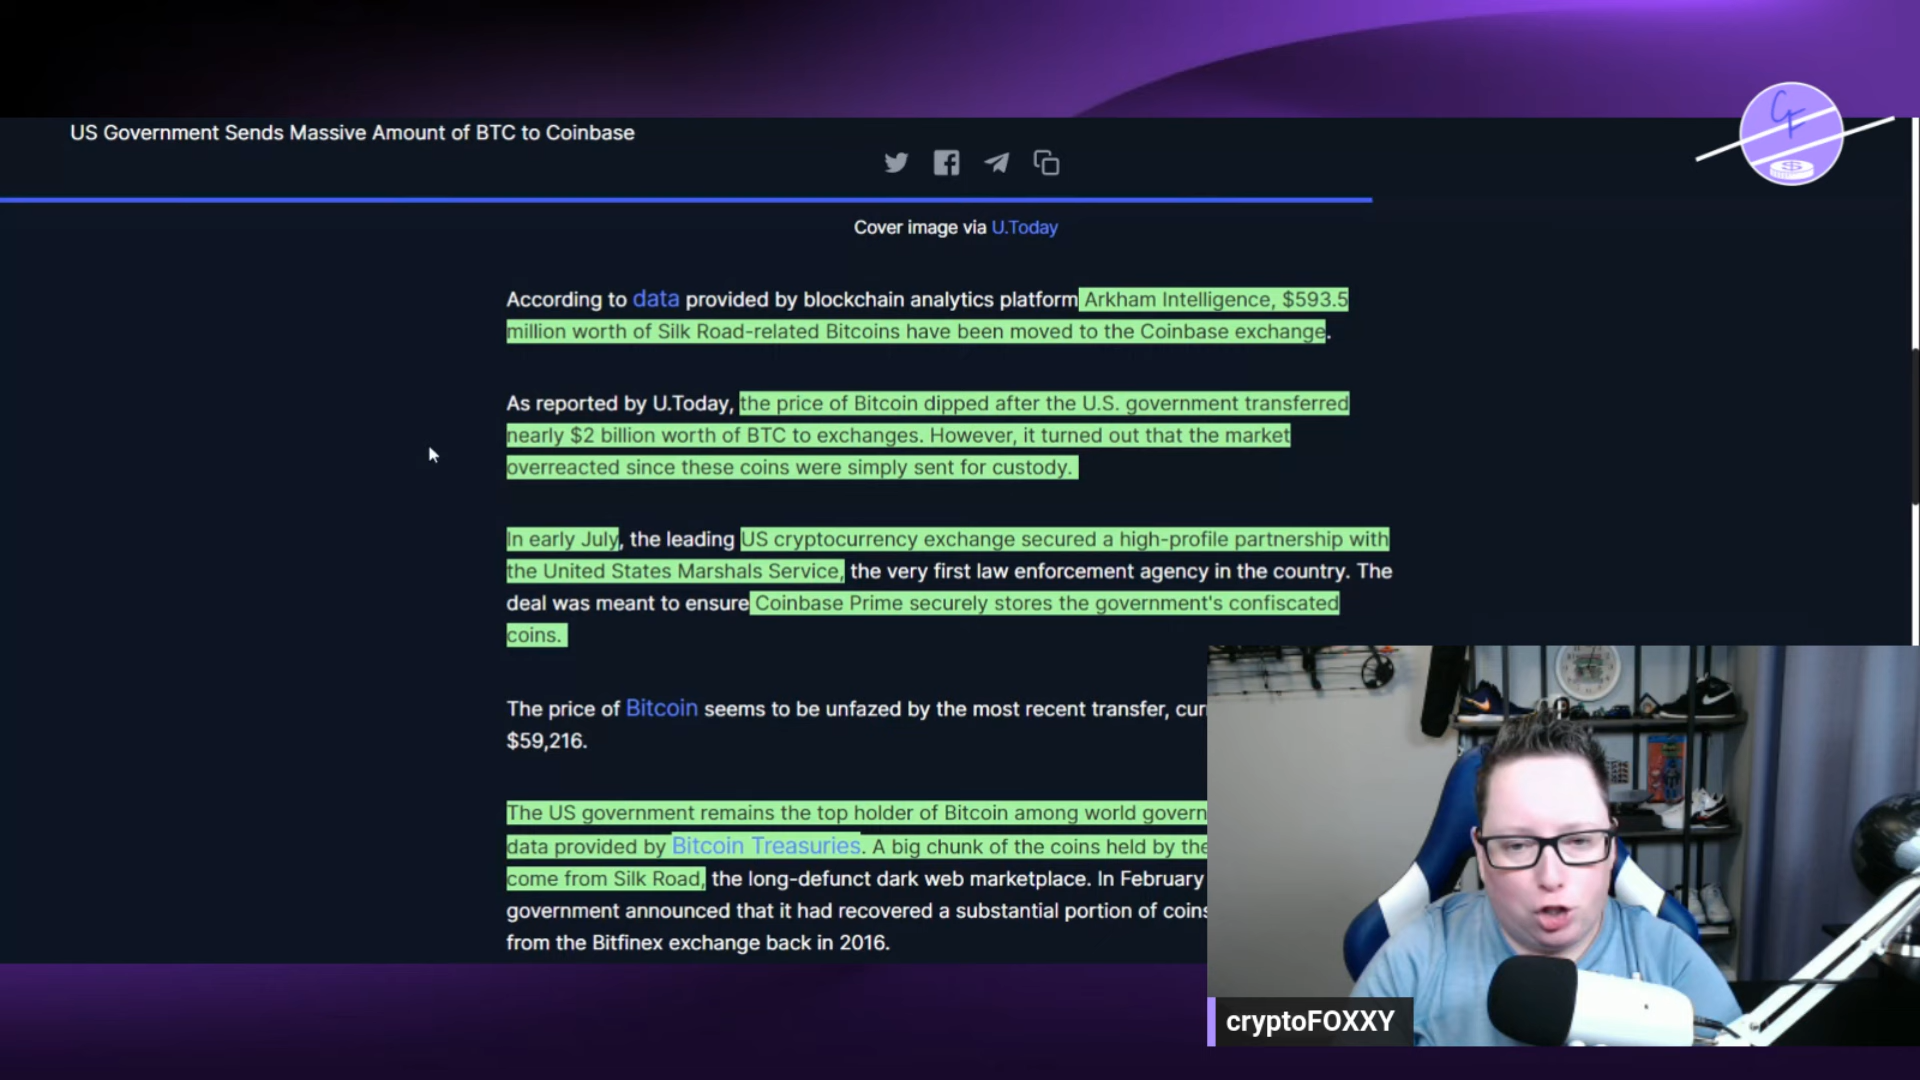 US Government Sends Massive Amount of BTC to Coinbase
CF
$
Cover image via U.Today
According to data provided by blockchain analytics platform Arkham Intelligence, $593.5
million worth of Silk Road-related Bitcoins have been moved to the Coinbase exchange.
As reported by U.Today, the price of Bitcoin dipped after the U.S. government transferred
nearly $2 billion worth of BTC to exchanges. However, it turned out that the market
overreacted since these coins were simply sent for custody.
In early July, the leading US cryptocurrency exchange secured a high-profile partnership with
the United States Marshals Service, the very first law enforcement agency in the country. The
deal was meant to ensure Coinbase Prime securely stores the government's confiscated
coins.
The price of Bitcoin seems to be unfazed by the most recent transfer, cur
$59,216.
The US government remains the top holder of Bitcoin among world govern
data provided by Bitcoin Treasuries. A big chunk of the coins held by the
come from Silk Road, the long-defunct dark web marketplace. In February
government announced that it had recovered a substantial portion of coins
from the Bitfinex exchange back in 2016.
cryptoFOXXY